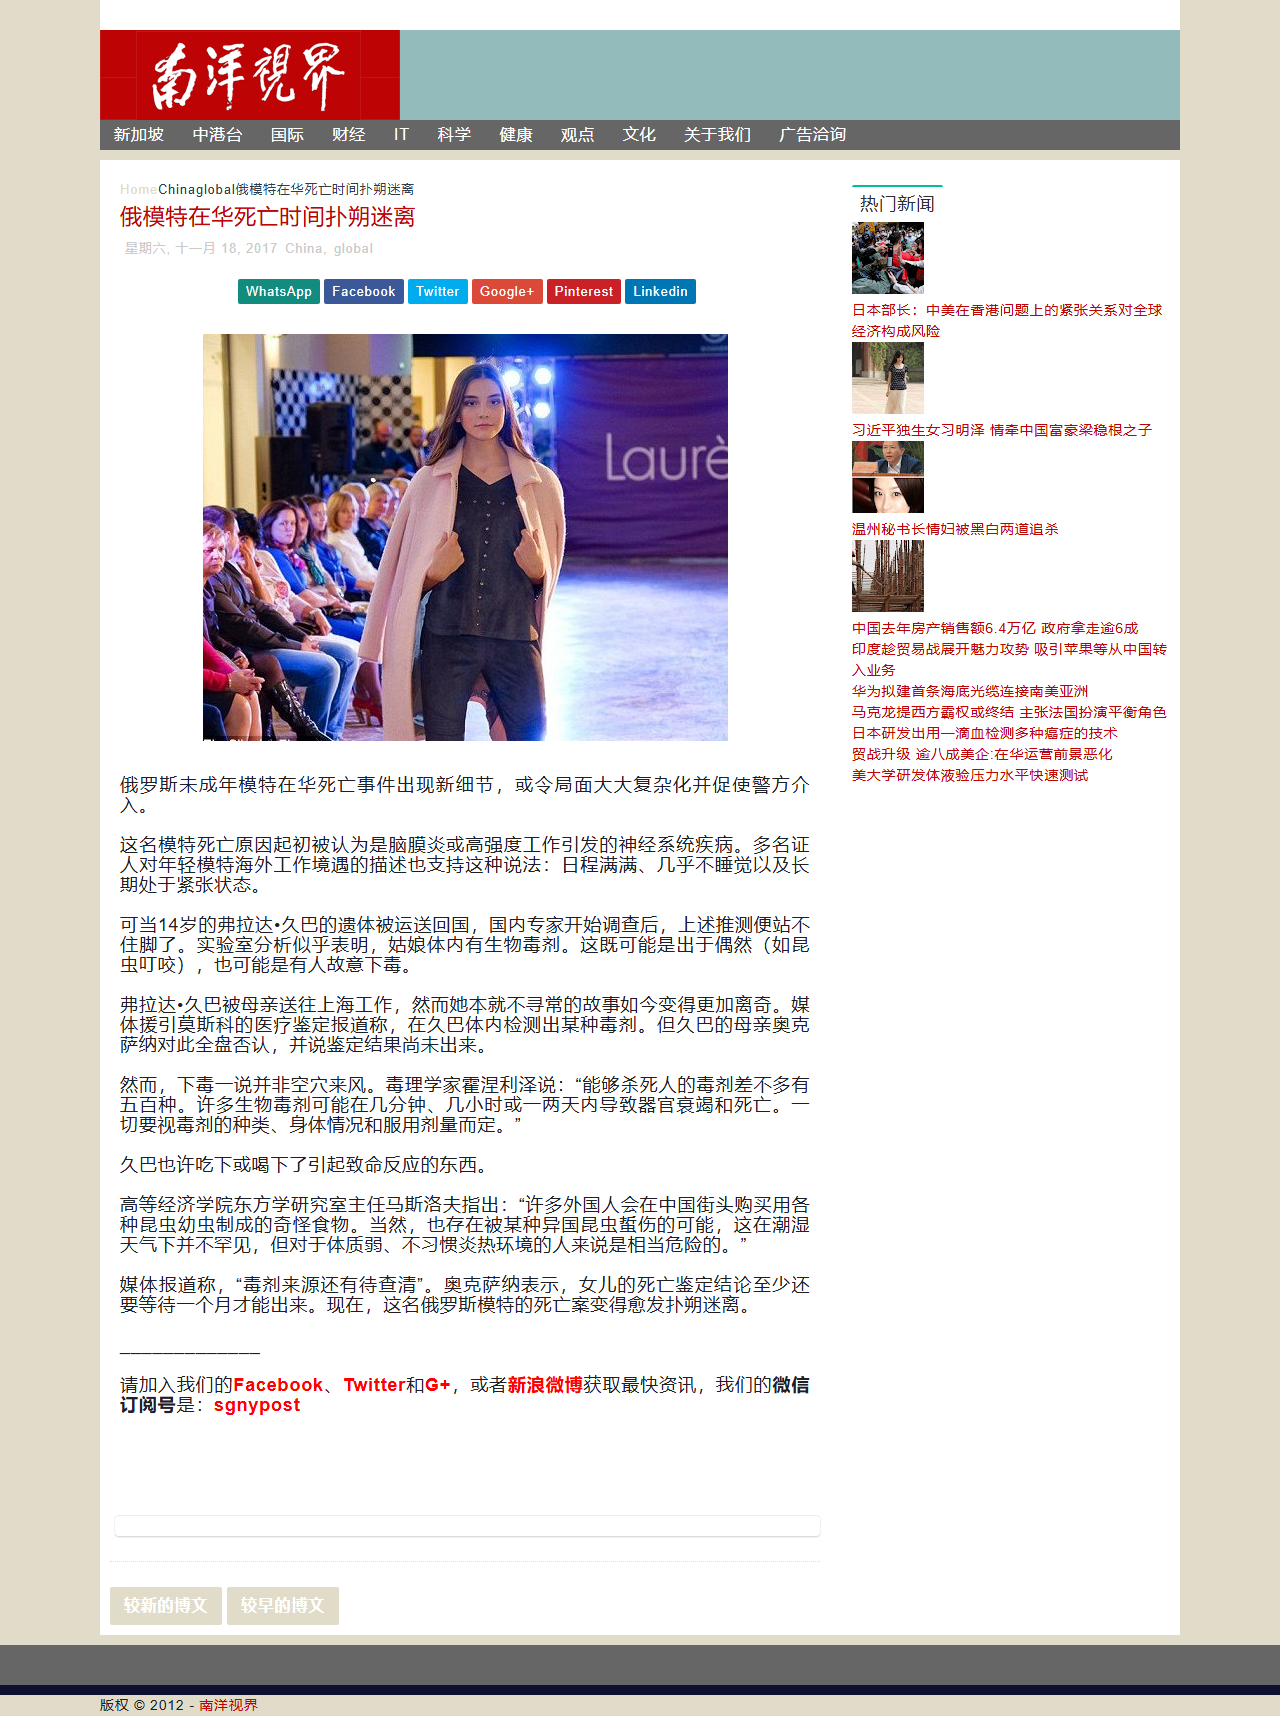 南洋视界
新加坡 中港台 国际 财经 IT 科学 健康 观点 文化 关于我们 广告洽询
HomeChinaglobal俄模特在华死亡时间扑朔迷离
俄模特在华死亡时间扑朔迷离
星期六, 十一月 18, 2017 China, global
WhatsApp Facebook Twitter Google+ Pinterest Linkedin
Laurè
俄罗斯未成年模特在华死亡事件出现新细节，或令局面大大复杂化并促使警方介
入。
这名模特死亡原因起初被认为是脑膜炎或高强度工作引发的神经系统疾病。多名证
人对年轻模特海外工作境遇的描述也支持这种说法：日程满满、几乎不睡觉以及长
期处于紧张状态。
可当14岁的弗拉达•久巴的遗体被运送回国，国内专家开始调查后，上述推测便站不
住脚了。实验室分析似乎表明，姑娘体内有生物毒剂。这既可能是出于偶然（如昆
虫叮咬），也可能是有人故意下毒。
弗拉达•久巴被母亲送往上海工作，然而她本就不寻常的故事如今变得更加离奇。媒
体援引莫斯科的医疗鉴定报道称，在久巴体内检测出某种毒剂。但久巴的母亲奥克
萨纳对此全盘否认，并说鉴定结果尚未出来。
然而，下毒一说并非空穴来风。毒理学家霍涅利泽说：“能够杀死人的毒剂差不多有
五百种。许多生物毒剂可能在几分钟、几小时或一两天内导致器官衰竭和死亡。一
切要视毒剂的种类、身体情况和服用剂量而定。”
久巴也许吃下或喝下了引起致命反应的东西。
高等经济学院东方学研究室主任马斯洛夫指出：“许多外国人会在中国街头购买用各
种昆虫幼虫制成的奇怪食物。当然，也存在被某种异国昆虫蜇伤的可能，这在潮湿
天气下并不罕见，但对于体质弱、不习惯炎热环境的人来说是相当危险的。”
媒体报道称，“毒剂来源还有待查清”。奥克萨纳表示，女儿的死亡鉴定结论至少还
要等待一个月才能出来。现在，这名俄罗斯模特的死亡案变得愈发扑朔迷离。
_____________
请加入我们的Facebook、Twitter和G+，或者新浪微博获取最快资讯，我们的微信
订阅号是：sgnypost
较新的博文 较早的博文
热门新闻
日本部长：中美在香港问题上的紧张关系对全球
经济构成风险
习近平独生女习明泽 情牵中国富豪梁稳根之子
温州秘书长情妇被黑白两道追杀
中国去年房产销售额6.4万亿 政府拿走逾6成
印度趁贸易战展开魅力攻势 吸引苹果等从中国转
入业务
华为拟建首条海底光缆连接南美亚洲
马克龙提西方霸权或终结 主张法国扮演平衡角色
日本研发出用一滴血检测多种癌症的技术
贸战升级 逾八成美企:在华运营前景恶化
美大学研发体液验压力水平快速测试
版权 © 2012 - 南洋视界